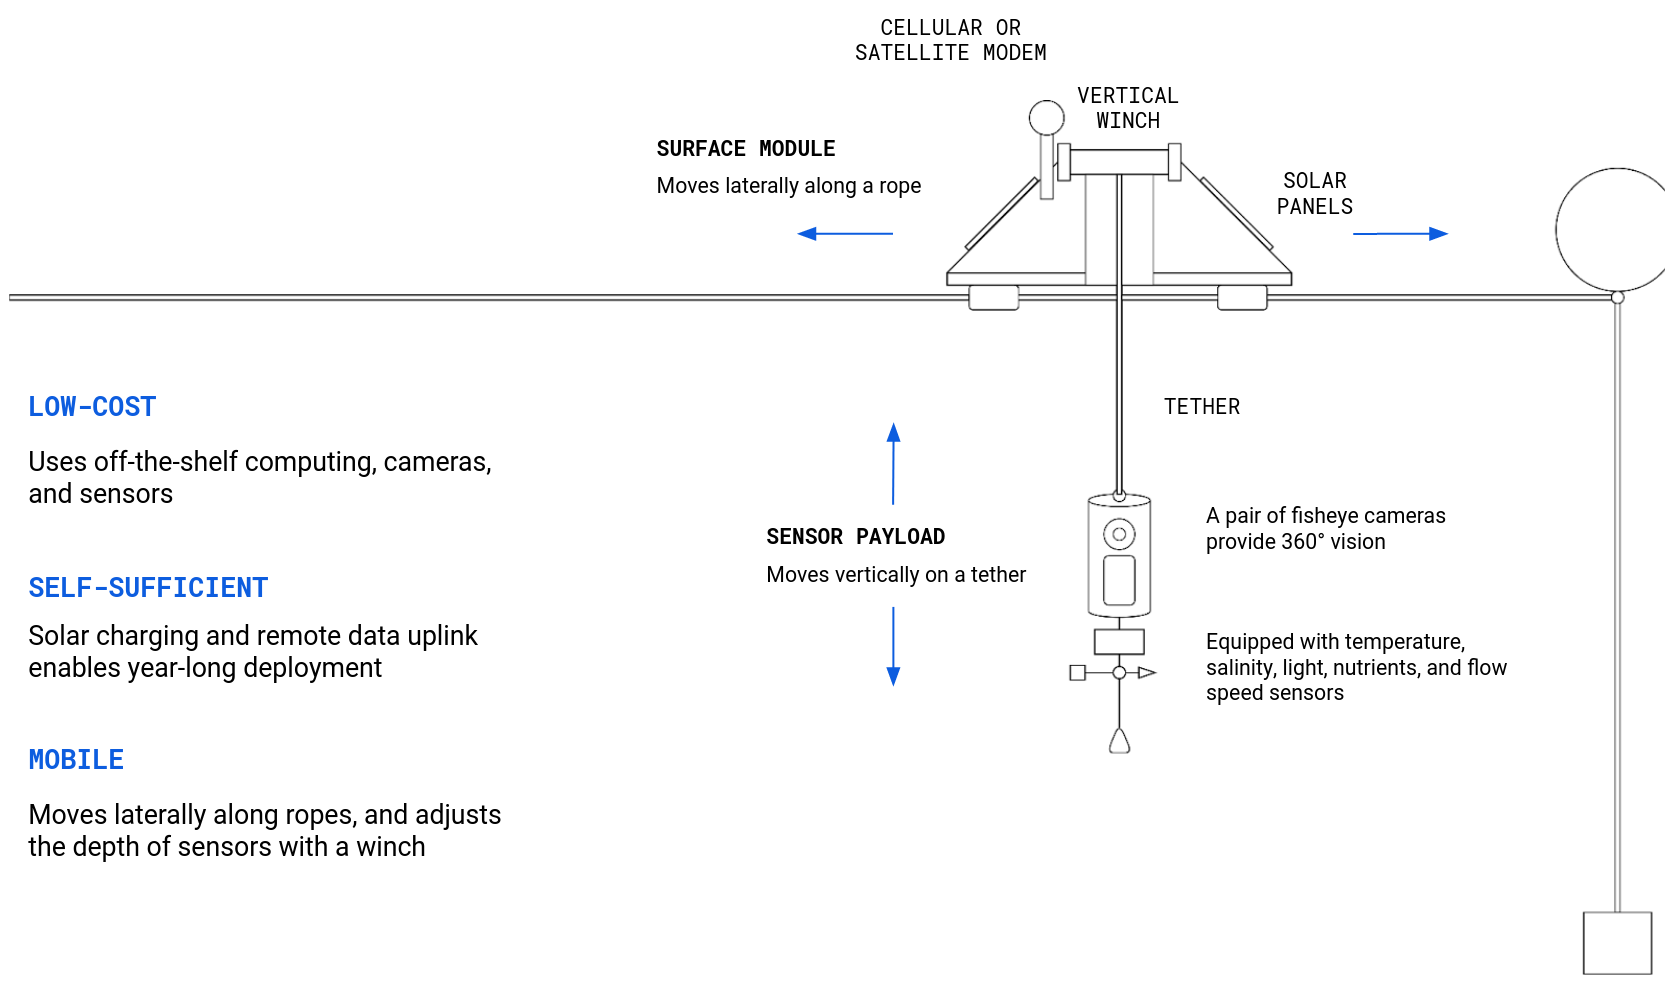 CELLULAR OR
SATELLITE MODEM
VERTICAL
WINCH
SURFACE MODULE
Moves laterally along a rope
SOLAR
PANELS
LOW-COST
Uses off-the-shelf computing, cameras,
and sensors
SELF-SUFFICIENT
Solar charging and remote data uplink
enables year-long deployment
MOBILE
Moves laterally along ropes, and adjusts
the depth of sensors with a winch
TETHER
SENSOR PAYLOAD
Moves vertically on a tether
A pair of fisheye cameras
provide 360° vision
Equipped with temperature,
salinity, light, nutrients, and flow
speed sensors